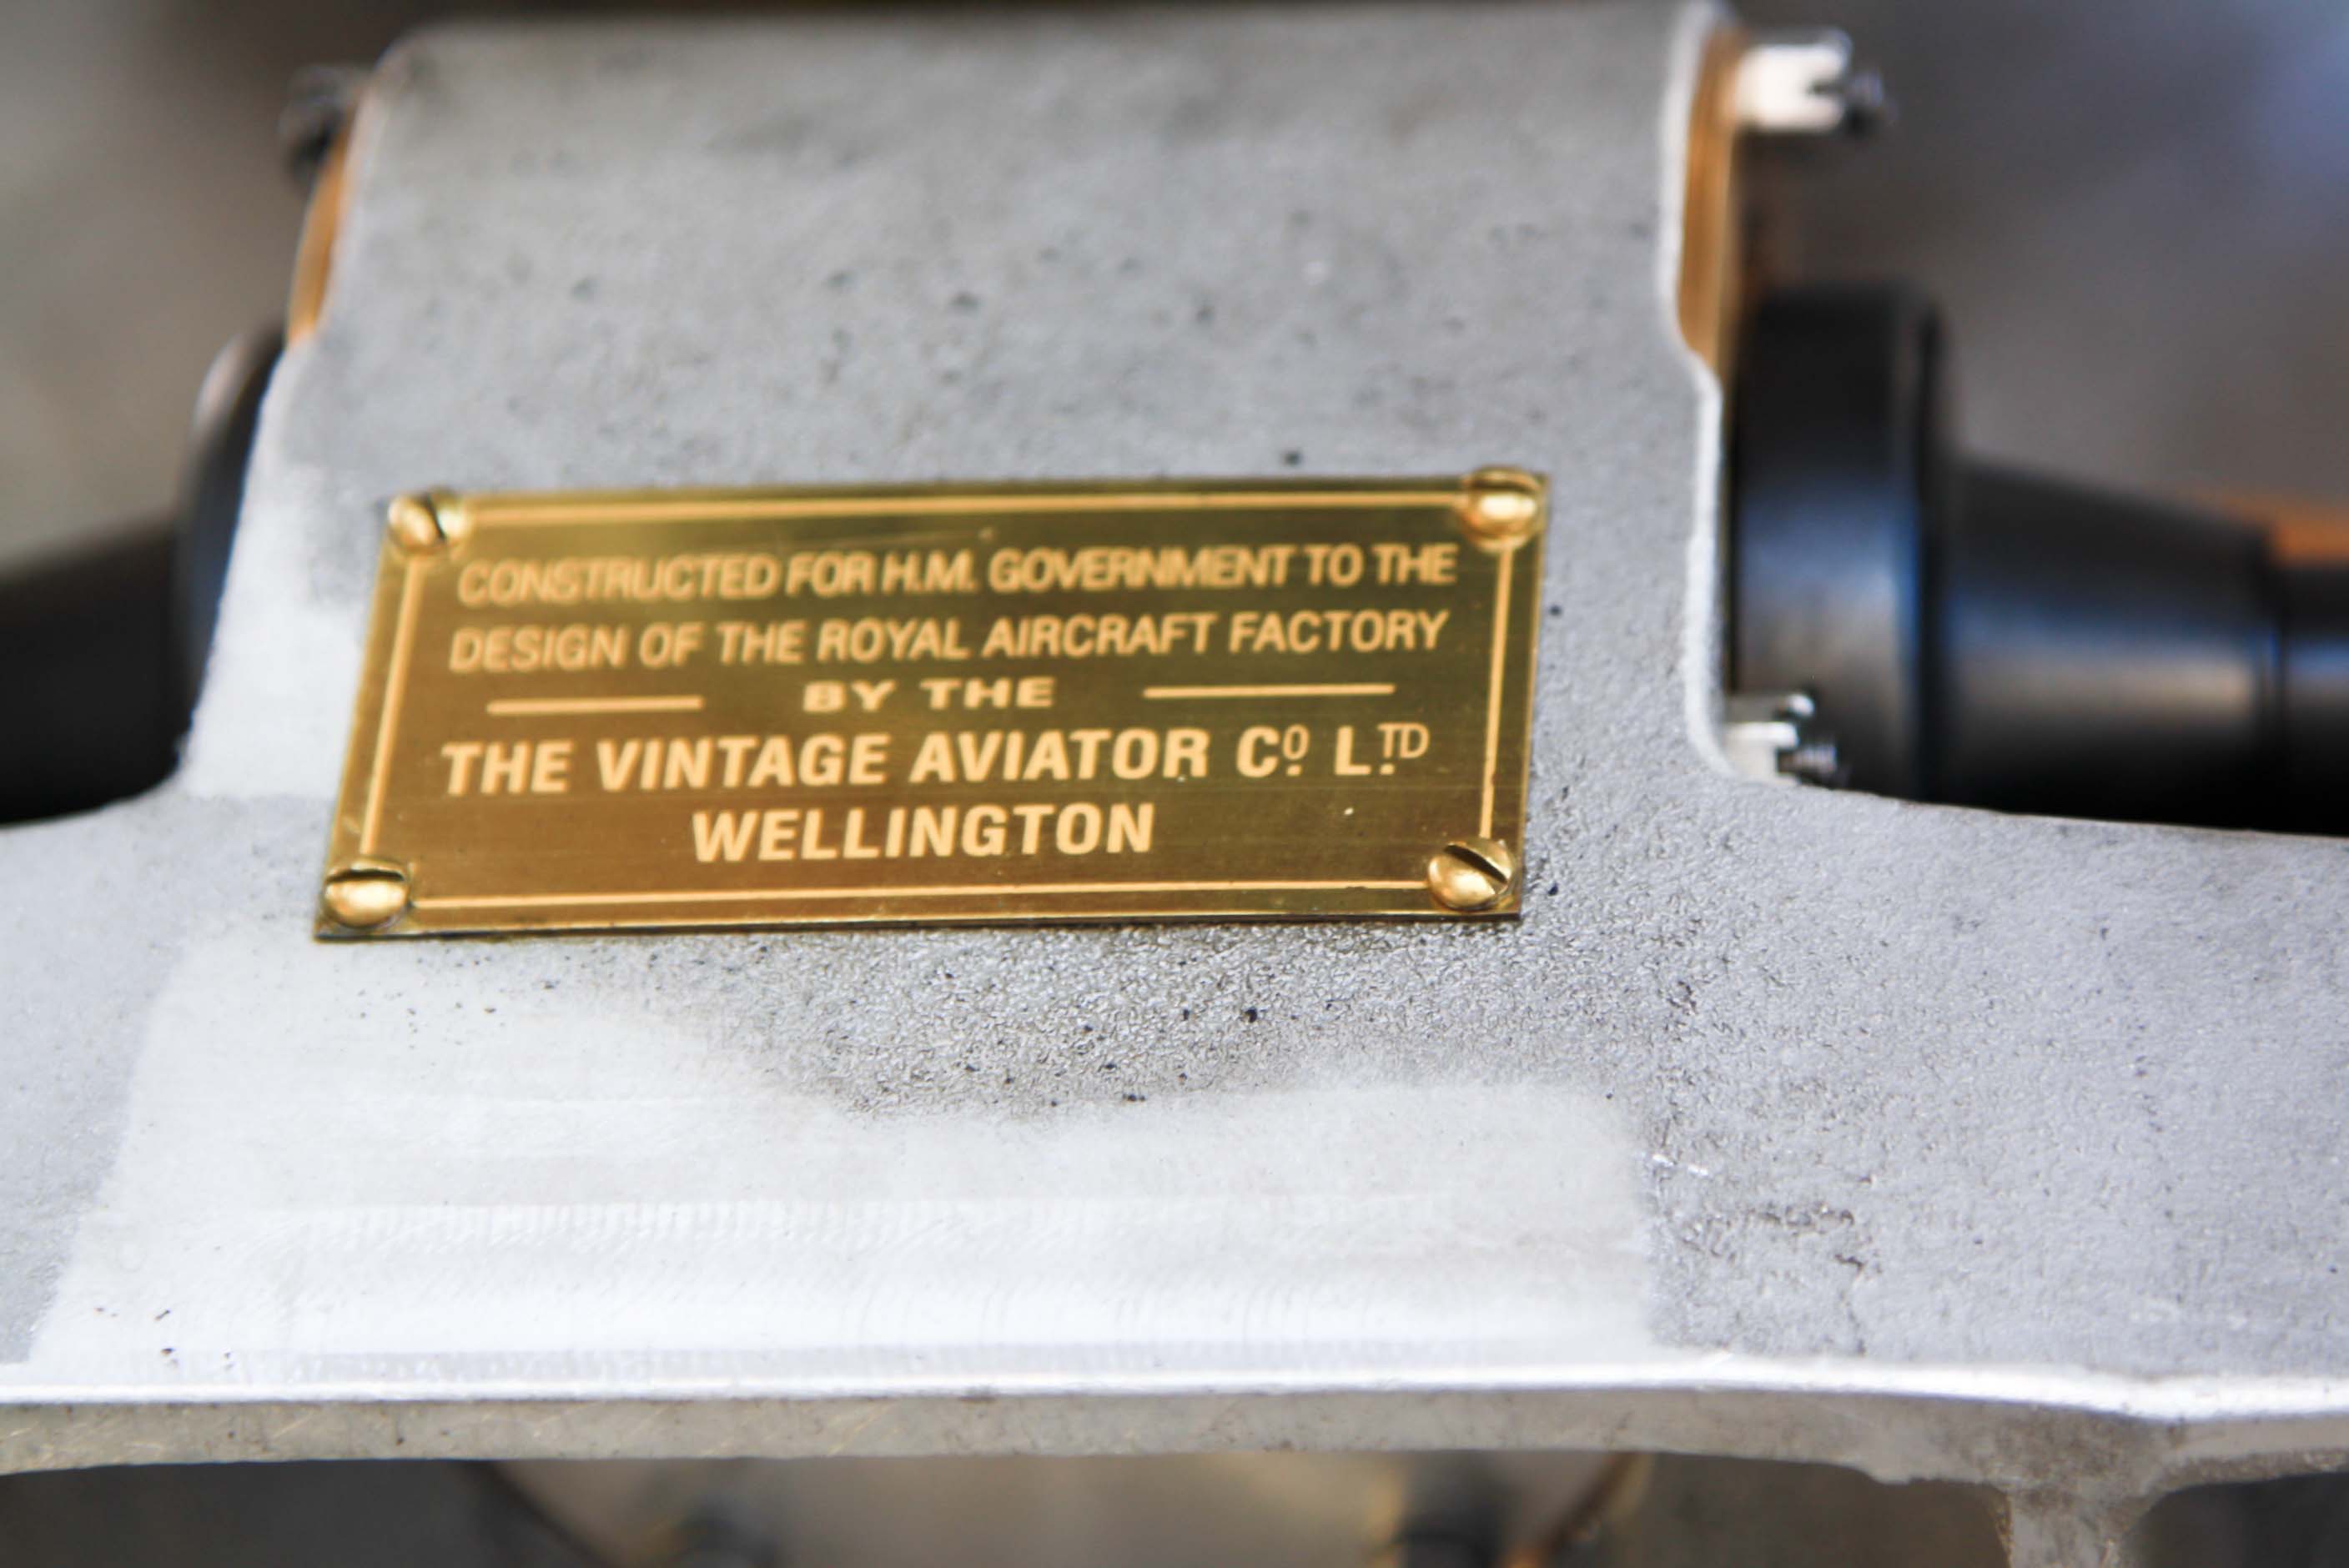 CONSTRUCTED FOR H.M. GOVERNMENT TO THE
DESIGN OF THE ROYAL AIRCRAFT FACTORY
BY THE
THE VINTAGE AVIATOR Co. LTD.
WELLINGTON